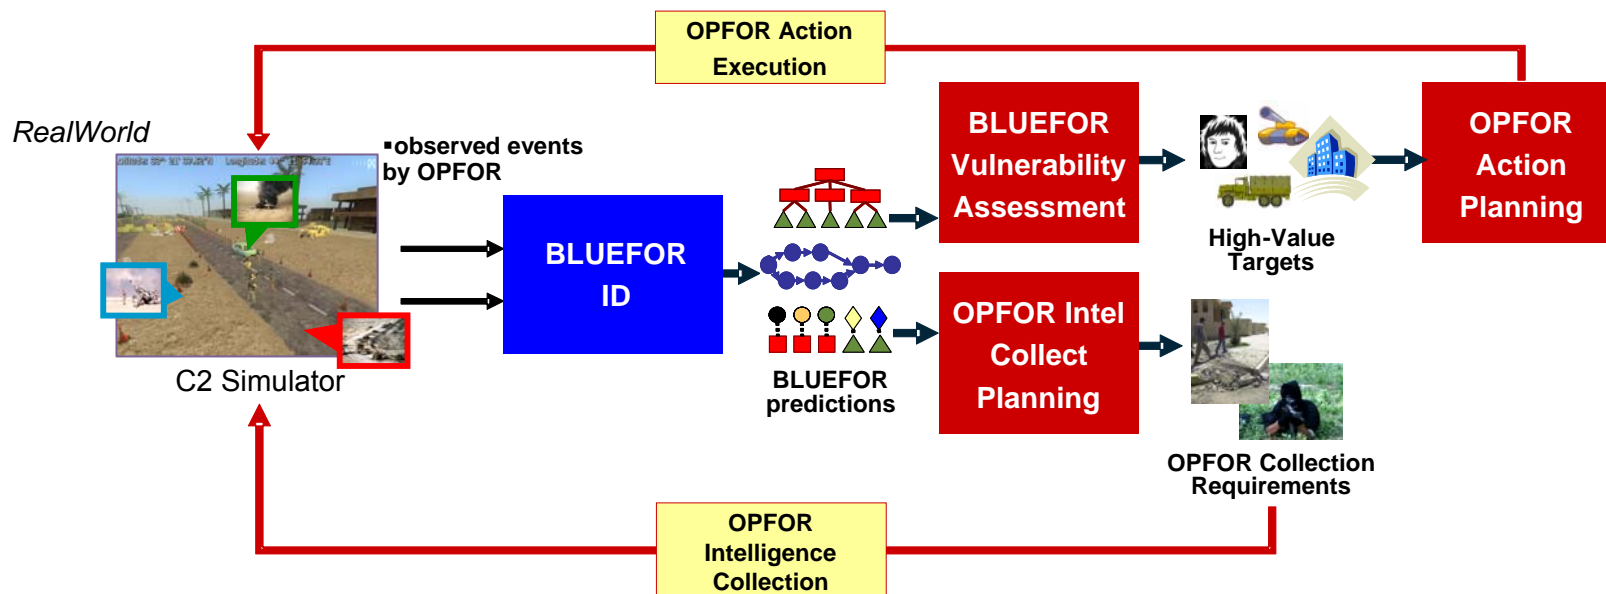 OPFOR Action
Execution
RealWorld
▪observed events
by OPFOR
BLUEFOR
ID
BLUEFOR
predictions
BLUEFOR
Vulnerability
Assessment
High-Value
Targets
OPFOR
Action
Planning
OPFOR Intel
Collect
Planning
OPFOR Collection
Requirements
C2 Simulator
OPFOR
Intelligence
Collection